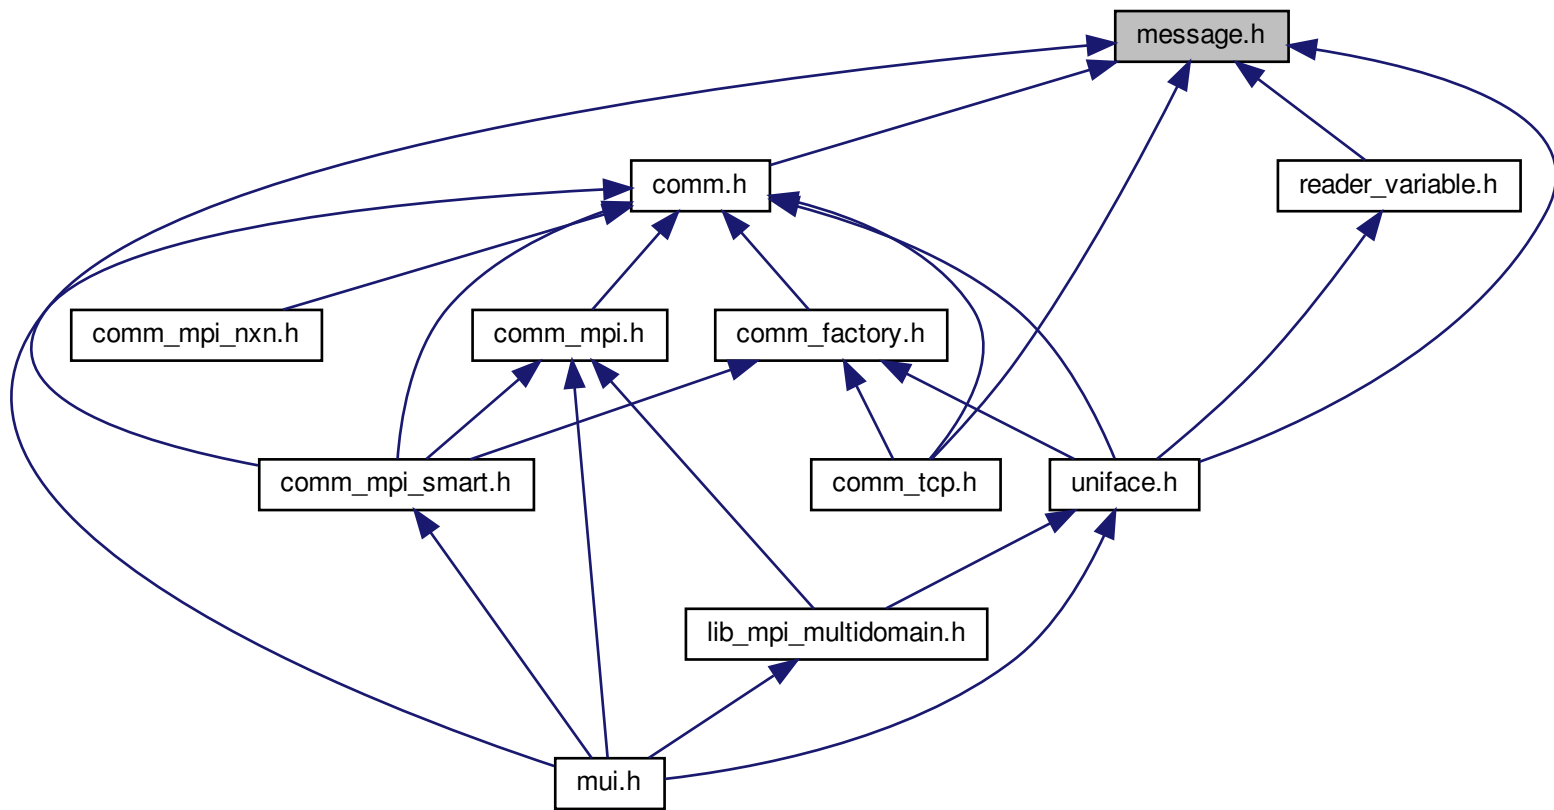 message.h
comm.h
reader_variable.h
comm_mpi_nxn.h
comm_mpi.h
comm_factory.h
comm_mpi_smart.h
comm_tcp.h
uniface.h
lib_mpi_multidomain.h
mui.h